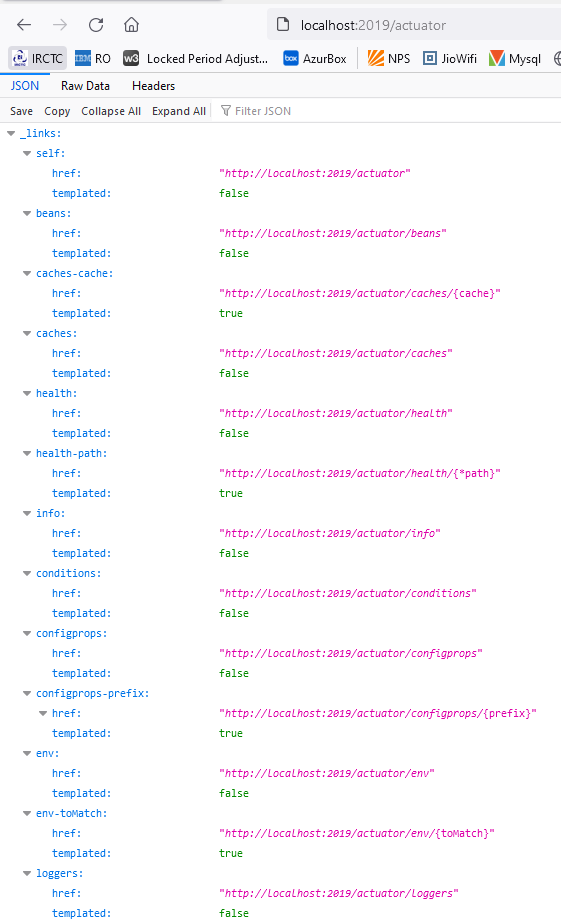 localhost:2019/actuator
IRCTC IBM RO w3 Locked Period Adjust... box AzurBox NPS JioWifi Mysql
JSON Raw Data Headers
Save Copy Collapse All Expand All Filter JSON
_links:
self:
href: "http://localhost:2019/actuator"
templated: false
beans:
href: "http://localhost:2019/actuator/beans"
templated: false
caches-cache:
href: "http://localhost:2019/actuator/caches/{cache}"
templated: true
caches:
href: "http://localhost:2019/actuator/caches"
templated: false
health:
href: "http://localhost:2019/actuator/health"
templated: false
health-path:
href: "http://localhost:2019/actuator/health/{*path}"
templated: true
info:
href: "http://localhost:2019/actuator/info"
templated: false
conditions:
href: "http://localhost:2019/actuator/conditions"
templated: false
configprops:
href: "http://localhost:2019/actuator/configprops"
templated: false
configprops-prefix:
href: "http://localhost:2019/actuator/configprops/{prefix}"
templated: true
env:
href: "http://localhost:2019/actuator/env"
templated: false
env-toMatch:
href: "http://localhost:2019/actuator/env/{toMatch}"
templated: true
loggers:
href: "http://localhost:2019/actuator/loggers"
templated: false